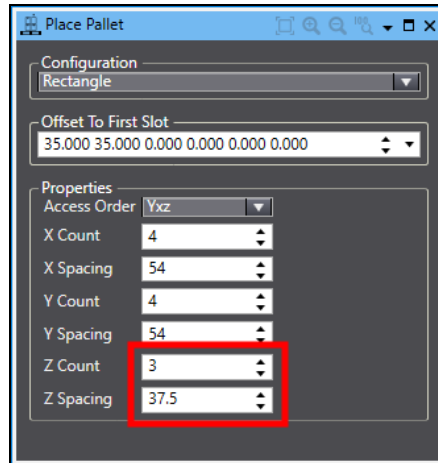 Place Pallet
Configuration
Rectangle
Offset To First Slot
35.000 35.000 0.000 0.000 0.000 0.000
Properties
Access Order Yxz
X Count 4
X Spacing 54
Y Count 4
Y Spacing 54
Z Count 3
Z Spacing 37.5